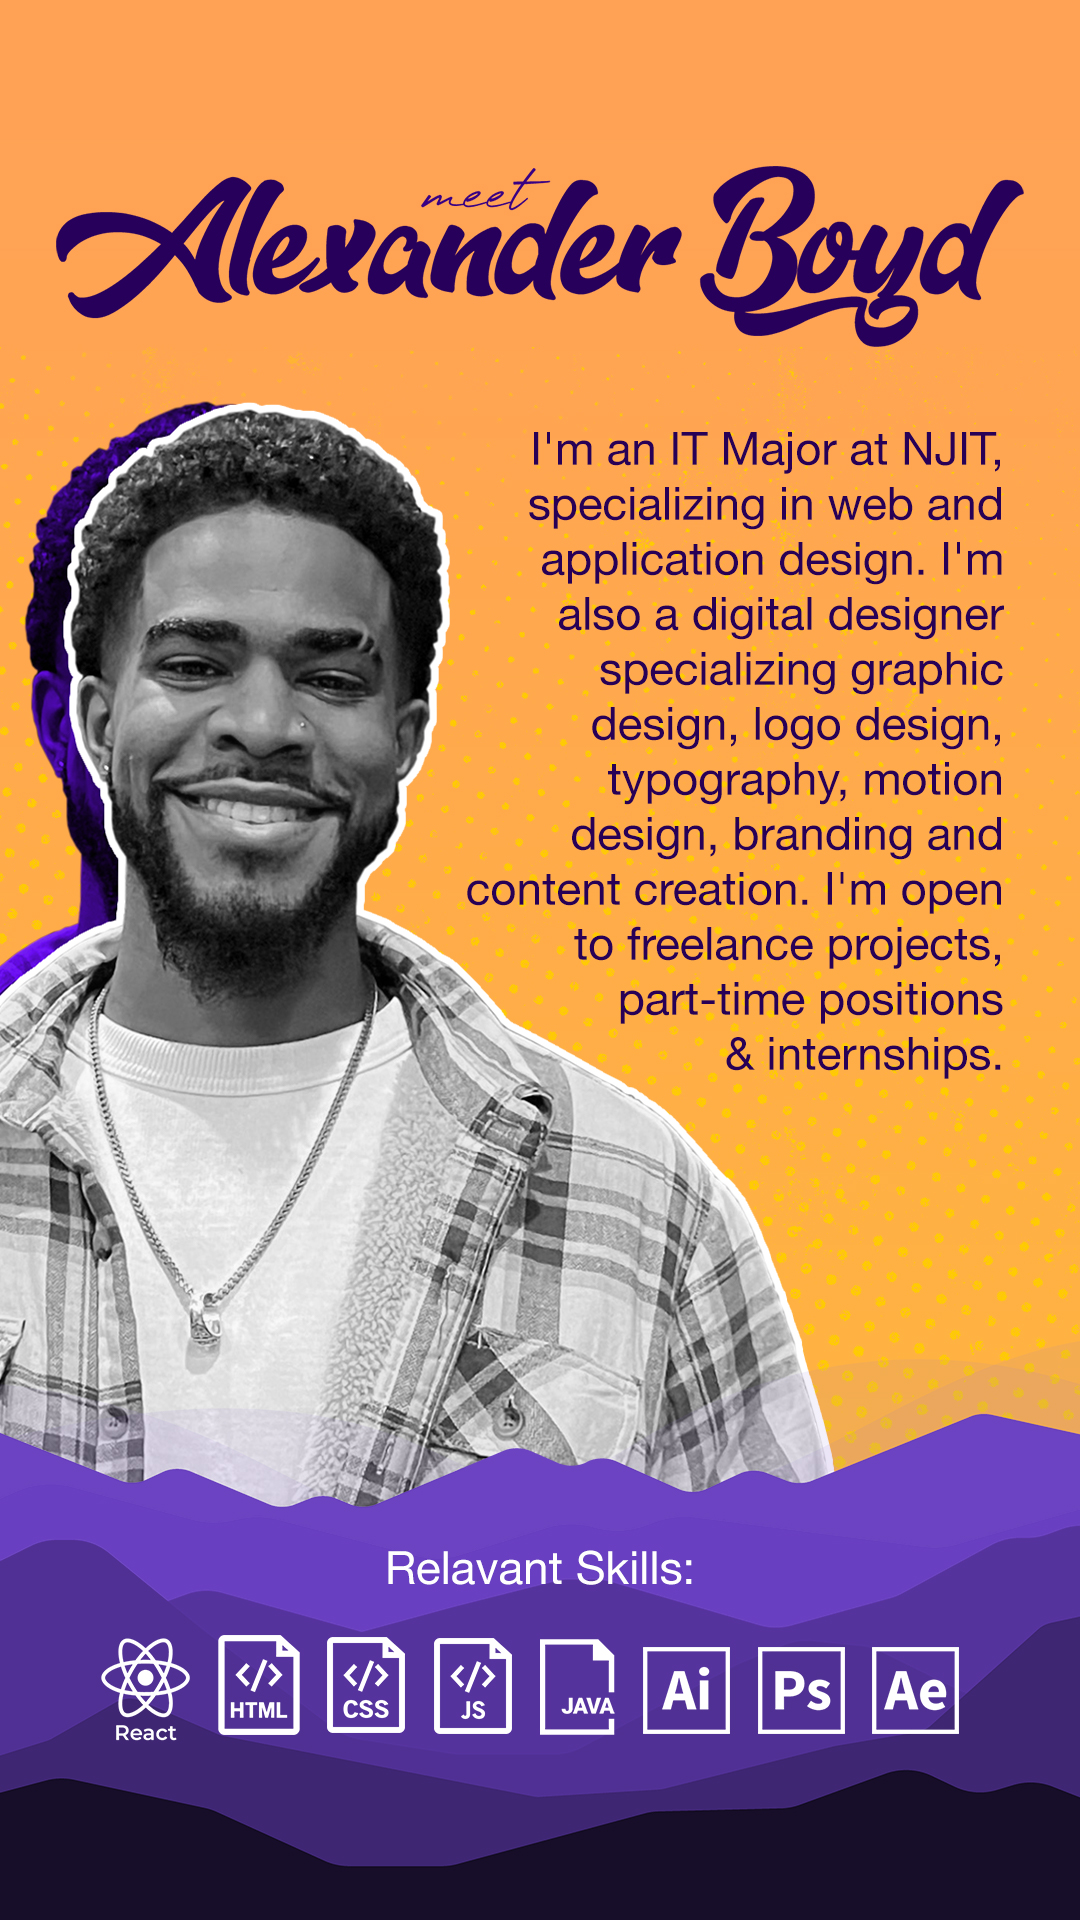 meet
Alexander Boyd
I'm an IT Major at NJIT,
specializing in web and
application design. I'm
also a digital designer
specializing graphic
design, logo design,
typography, motion
design, branding and
content creation. I'm open
to freelance projects,
part-time positions
& internships.
Relavant Skills:
</> HTML
</> CSS
</> JS
JAVA
Ai
Ps
Ae
React